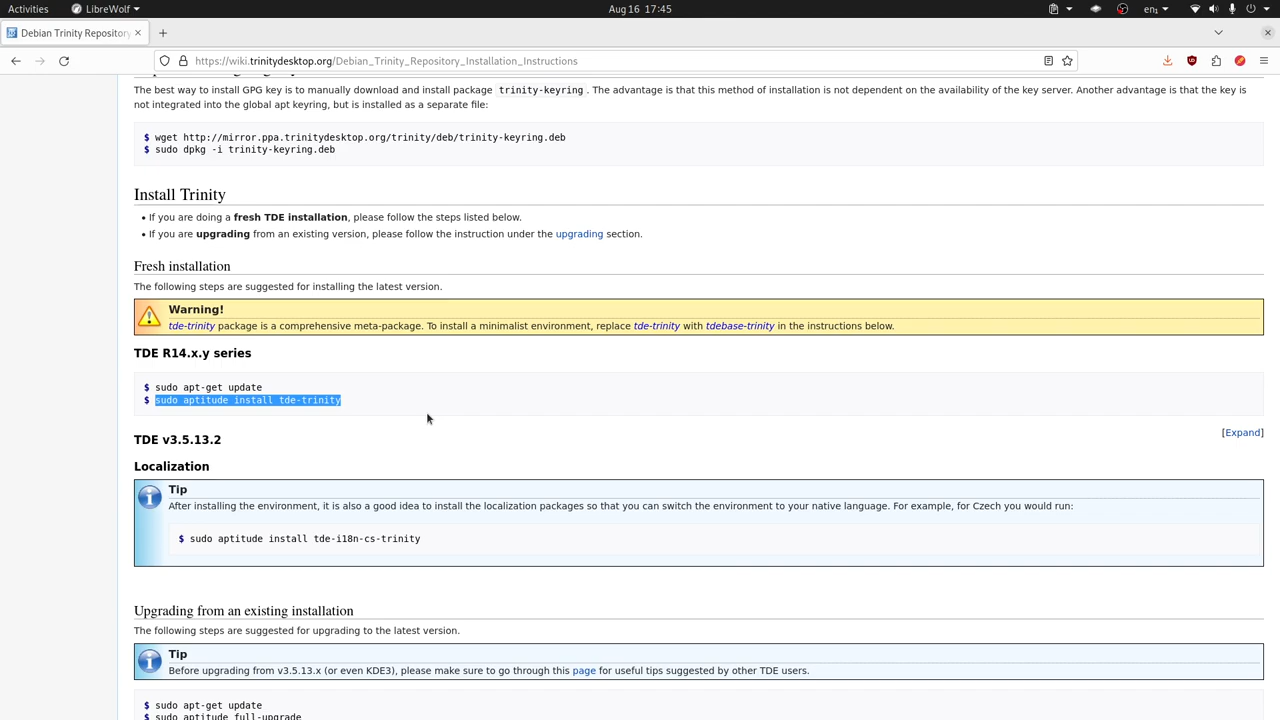 Activities
LibreWolf
Aug 16 17:45
en₁
Debian Trinity Repository
https://wiki.trinitydesktop.org/Debian_Trinity_Repository_Installation_Instructions
The best way to install GPG key is to manually download and install package trinity-keyring . The advantage is that this method of installation is not dependent on the availability of the key server. Another advantage is that the key is
not integrated into the global apt keyring, but is installed as a separate file:
$ wget http://mirror.ppa.trinitydesktop.org/trinity/deb/trinity-keyring.deb
$ sudo dpkg -i trinity-keyring.deb
Install Trinity
• If you are doing a fresh TDE installation, please follow the steps listed below.
• If you are upgrading from an existing version, please follow the instruction under the upgrading section.
Fresh installation
The following steps are suggested for installing the latest version.
Warning!
tde-trinity package is a comprehensive meta-package. To install a minimalist environment, replace tde-trinity with tdebase-trinity in the instructions below.
TDE R14.x.y series
$ sudo apt-get update
$ sudo aptitude install tde-trinity
TDE v3.5.13.2
[Expand]
Localization
Tip
After installing the environment, it is also a good idea to install the localization packages so that you can switch the environment to your native language. For example, for Czech you would run:
$ sudo aptitude install tde-i18n-cs-trinity
Upgrading from an existing installation
The following steps are suggested for upgrading to the latest version.
Tip
Before upgrading from v3.5.13.x (or even KDE3), please make sure to go through this page for useful tips suggested by other TDE users.
$ sudo apt-get update
$ sudo aptitude full-upgrade